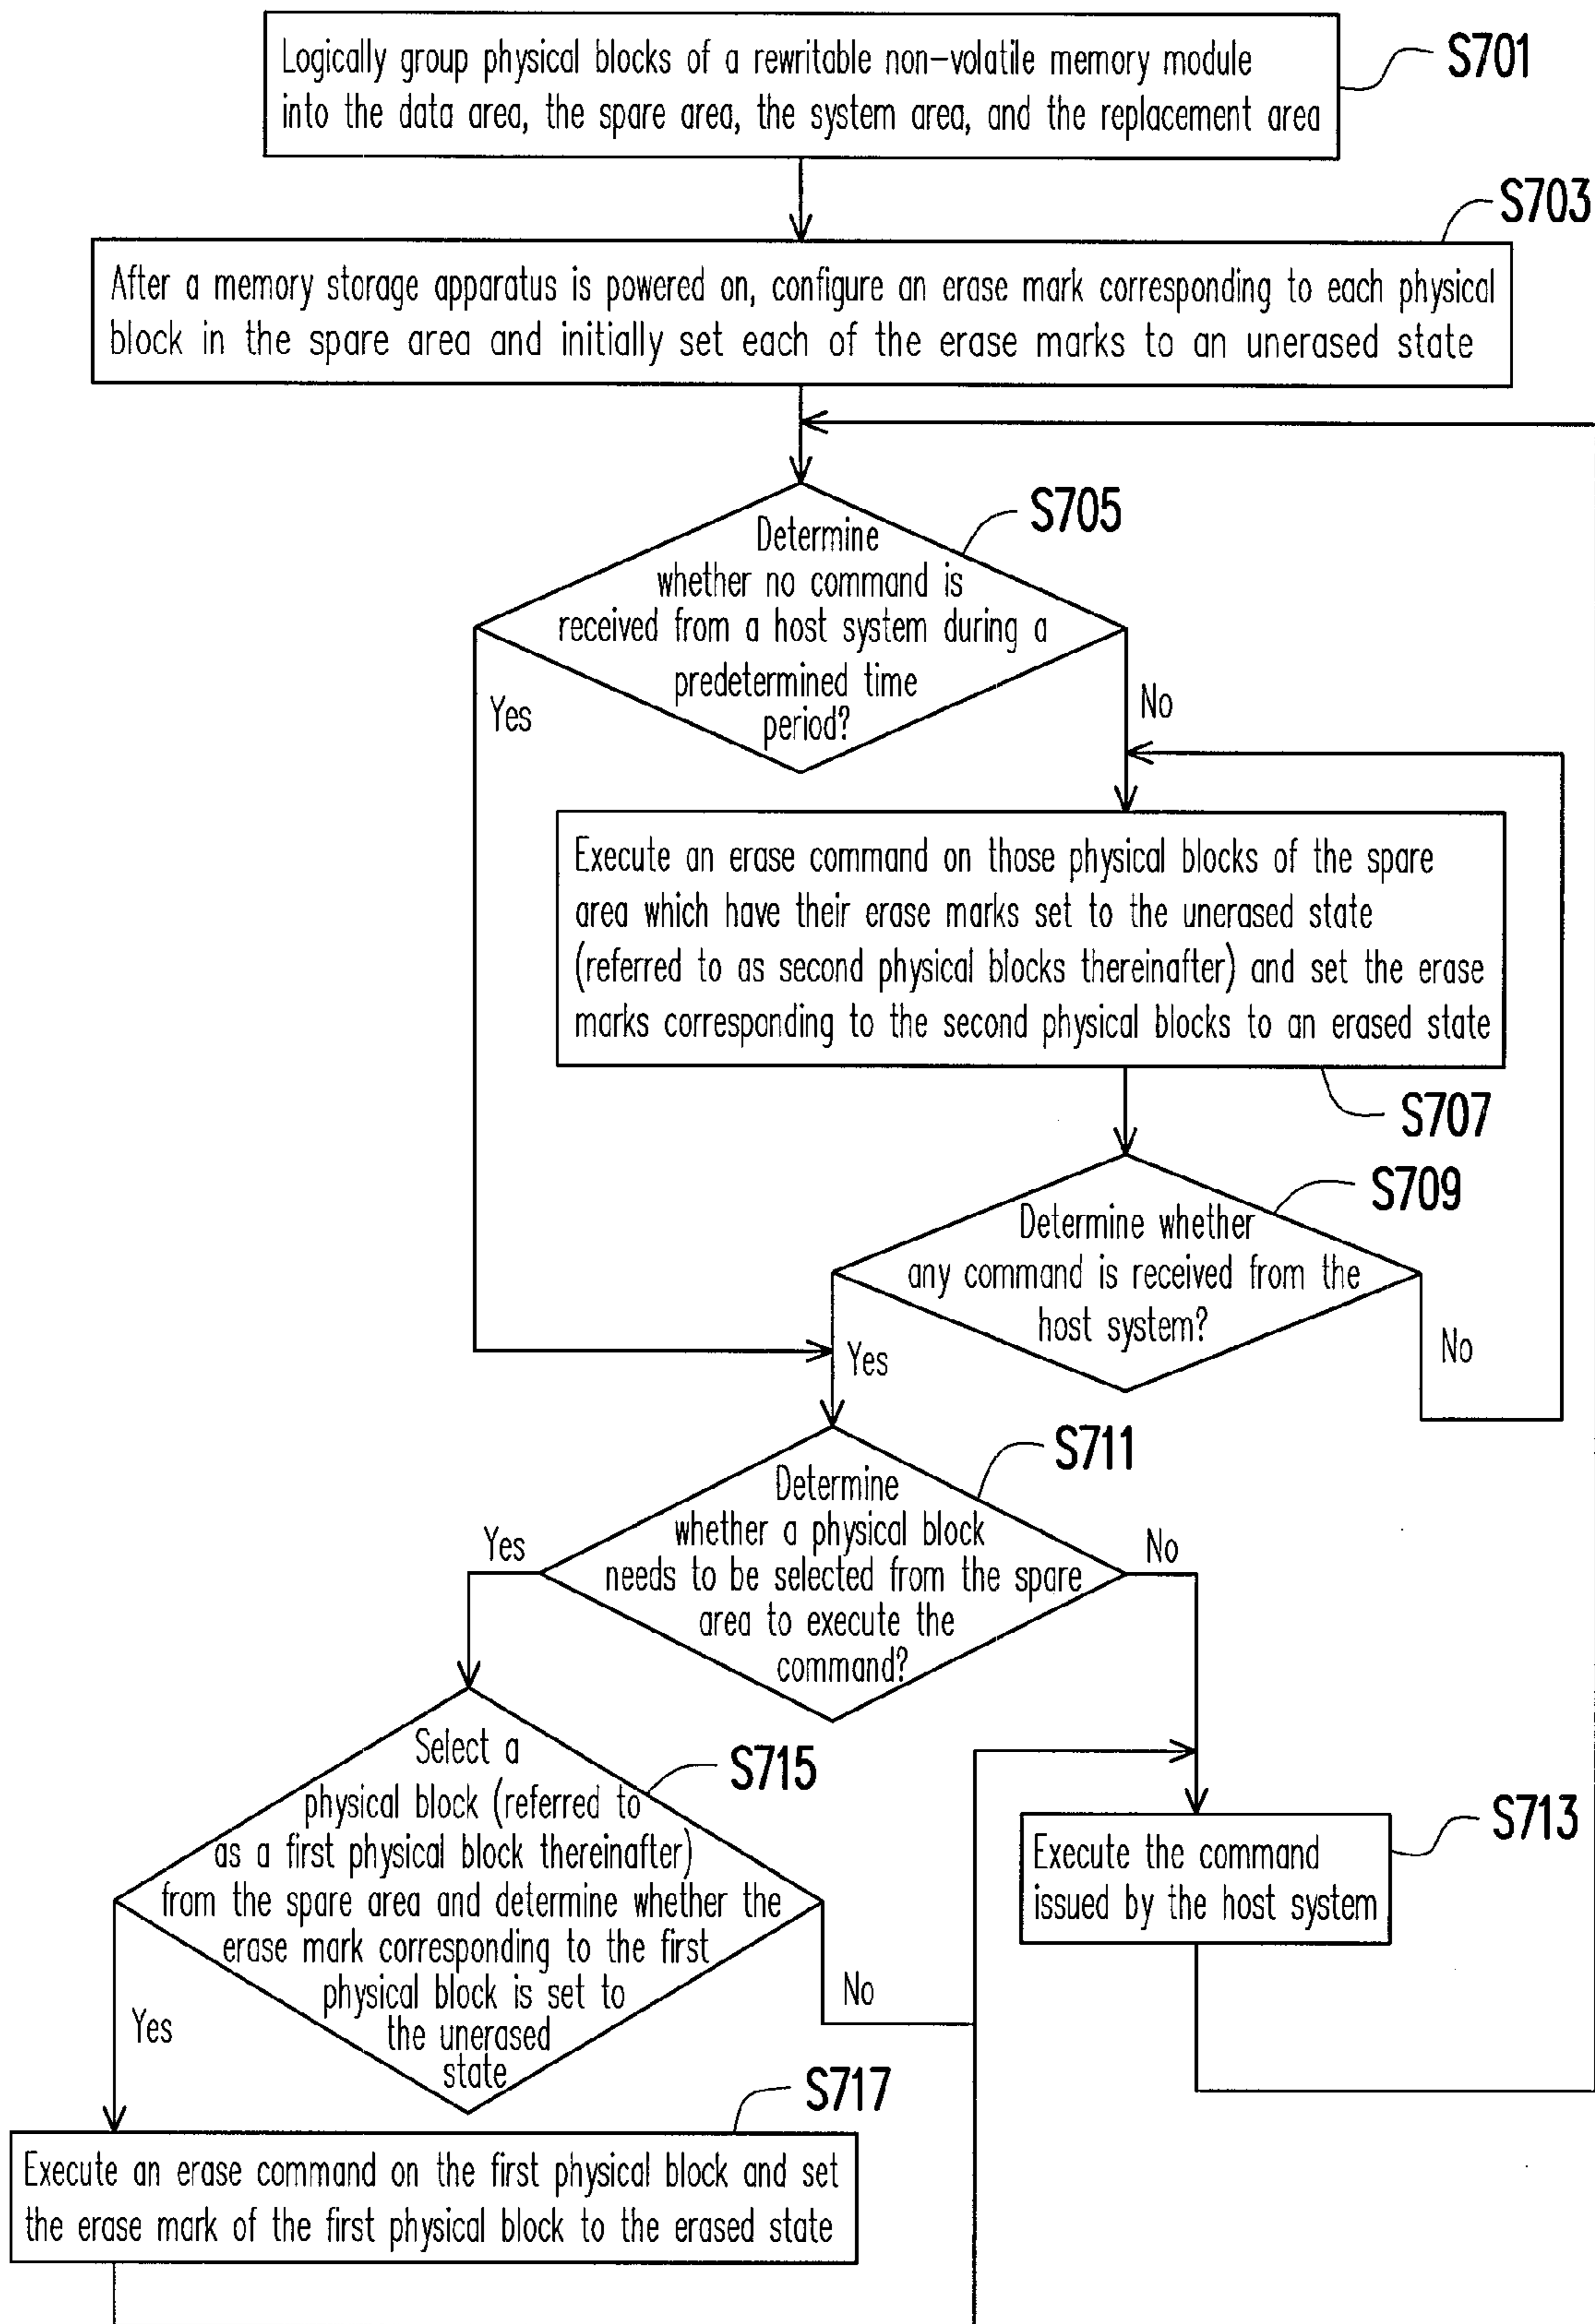 Logically group physical blocks of a rewritable non-volatile memory module
into the data area, the spare area, the system area, and the replacement area
S701
S703
After a memory storage apparatus is powered on, configure an erase mark corresponding to each physical
block in the spare area and initially set each of the erase marks to an unerased state
S705
Determine
whether no command is
received from a host system during a
predetermined time
period?
Yes
No
Execute an erase command on those physical blocks of the spare
area which have their erase marks set to the unerased state
(referred to as second physical blocks thereinafter) and set the erase
marks corresponding to the second physical blocks to an erased state
S707
S709
Determine whether
any command is received from the
host system?
Yes
No
S711
Determine
whether a physical block
needs to be selected from the spare
area to execute the
command?
Yes
No
S715
Select a
physical block (referred to
as a first physical block thereinafter)
from the spare area and determine whether the
erase mark corresponding to the first
physical block is set to
the unerased
state
Yes
No
S713
Execute the command
issued by the host system
S717
Execute an erase command on the first physical block and set
the erase mark of the first physical block to the erased state